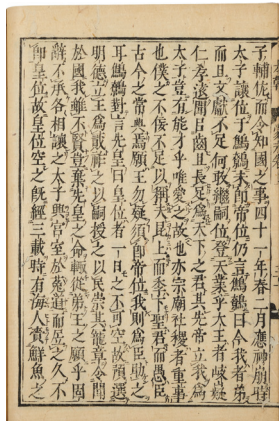 子輔佐而令知國之事四十一年春二月應神崩時
太子讓位于鷦鷯未即帝位仍言鷦鷯曰今我者弟
而且文獻不足何敢繼嗣位登天業乎大王者岐嶷
仁孝遠聞以齒且長足爲天下之君其先帝立我爲
太子豈有能才乎唯愛之故也亦宗廟社稷者重事
也僕之不佞不足以稱夫昆上而季下聖君而愚臣
古今之常典焉願王勿疑須即帝位我則爲臣助之
耳鷦鷯對言先皇曰皇位者一日之不可空故預選
明德立王爲貳祚之以嗣授之以民崇其寵章令聞
於國我雖不賢豈棄先皇之命輙從弟王之願乎固
辭不承各相讓之太子興宮室於菟道而居之久不
即皇位故皇位空之既經三載時有海人賷鮮魚之